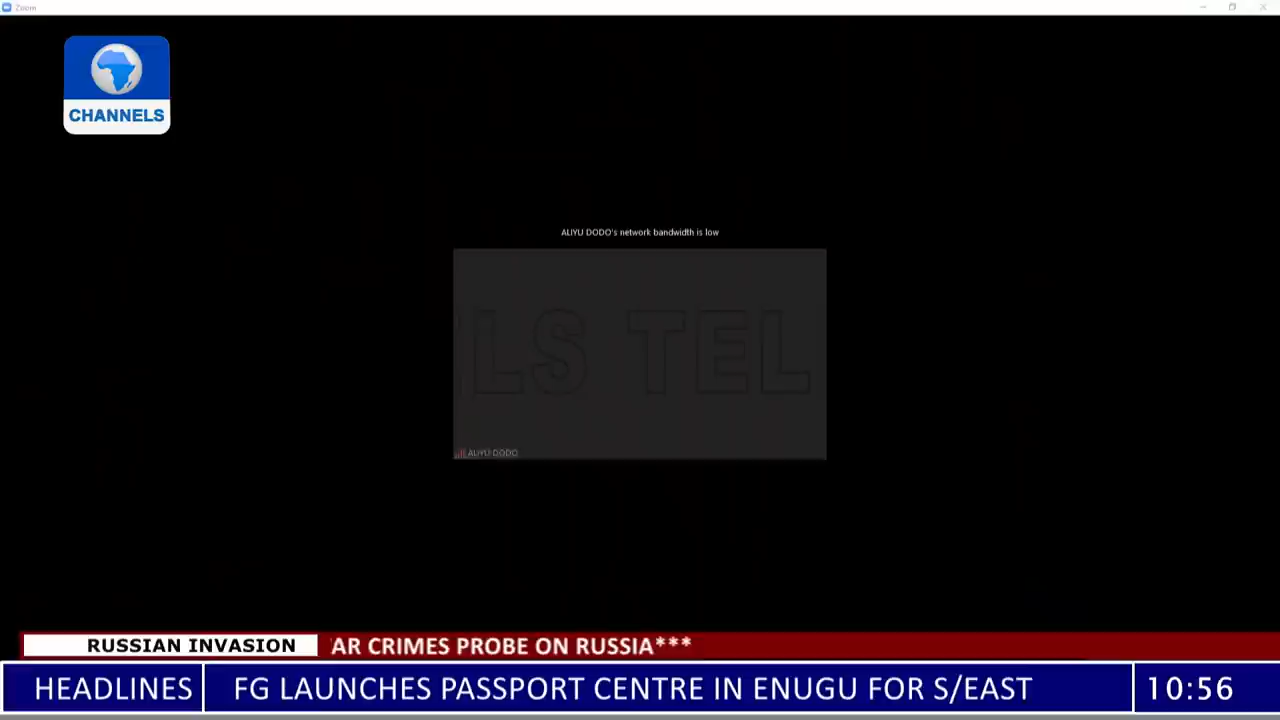 Zoom
CHANNELS
ALIYU DODO's network bandwidth is low
LS TEL
ALIYU DODO
RUSSIAN INVASION
AR CRIMES PROBE ON RUSSIA***
HEADLINES
FG LAUNCHES PASSPORT CENTRE IN ENUGU FOR S/EAST
10:56